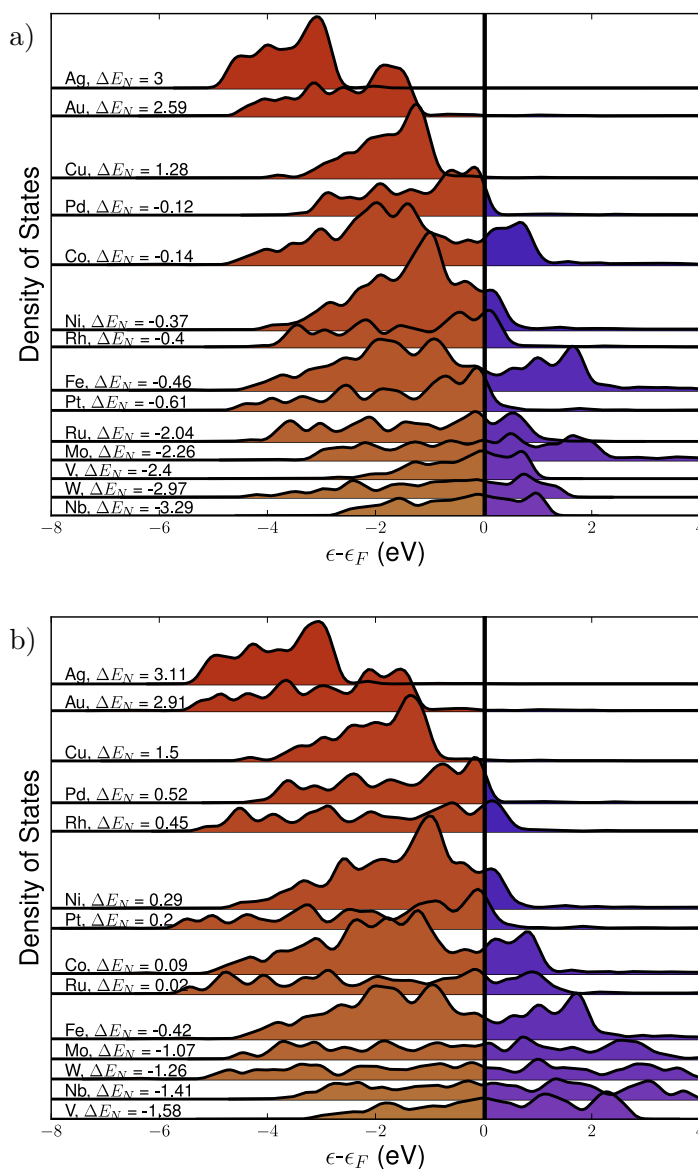 a)
Ag, ΔE_N = 3
Au, ΔE_N = 2.59
Cu, ΔE_N = 1.28
Pd, ΔE_N = -0.12
Co, ΔE_N = -0.14
Ni, ΔE_N = -0.37
Rh, ΔE_N = -0.4
Fe, ΔE_N = -0.46
Pt, ΔE_N = -0.61
Ru, ΔE_N = -2.04
Mo, ΔE_N = -2.26
V, ΔE_N = -2.4
W, ΔE_N = -2.97
Nb, ΔE_N = -3.29
Density of States
−8 −6 −4 −2 0 2 4
ϵ-ϵ_F (eV)
b)
Ag, ΔE_N = 3.11
Au, ΔE_N = 2.91
Cu, ΔE_N = 1.5
Pd, ΔE_N = 0.52
Rh, ΔE_N = 0.45
Ni, ΔE_N = 0.29
Pt, ΔE_N = 0.2
Co, ΔE_N = 0.09
Ru, ΔE_N = 0.02
Fe, ΔE_N = -0.42
Mo, ΔE_N = -1.07
W, ΔE_N = -1.26
Nb, ΔE_N = -1.41
V, ΔE_N = -1.58
Density of States
−8 −6 −4 −2 0 2 4
ϵ-ϵ_F (eV)